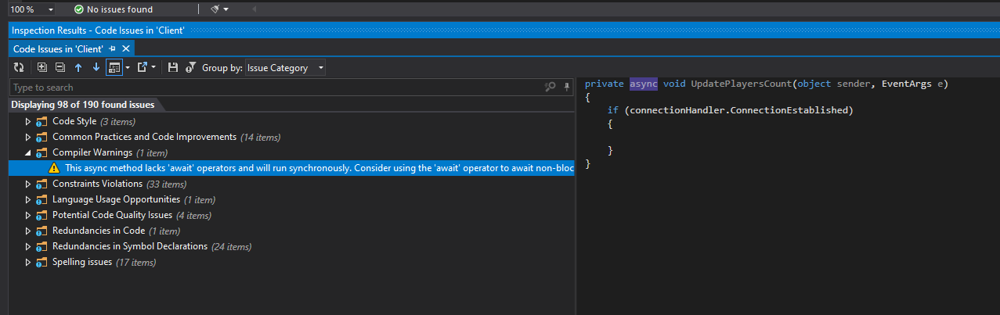 100 %
No issues found
Inspection Results - Code Issues in 'Client'
Code Issues in 'Client'
Group by: Issue Category
Type to search
Displaying 98 of 190 found issues
Code Style (3 items)
Common Practices and Code Improvements (14 items)
Compiler Warnings (1 item)
This async method lacks 'await' operators and will run synchronously. Consider using the 'await' operator to await non-bloc
Constraints Violations (33 items)
Language Usage Opportunities (1 item)
Potential Code Quality Issues (4 items)
Redundancies in Code (1 item)
Redundancies in Symbol Declarations (24 items)
Spelling issues (17 items)
private async void UpdatePlayersCount(object sender, EventArgs e)
{
if (connectionHandler.ConnectionEstablished)
{
}
}